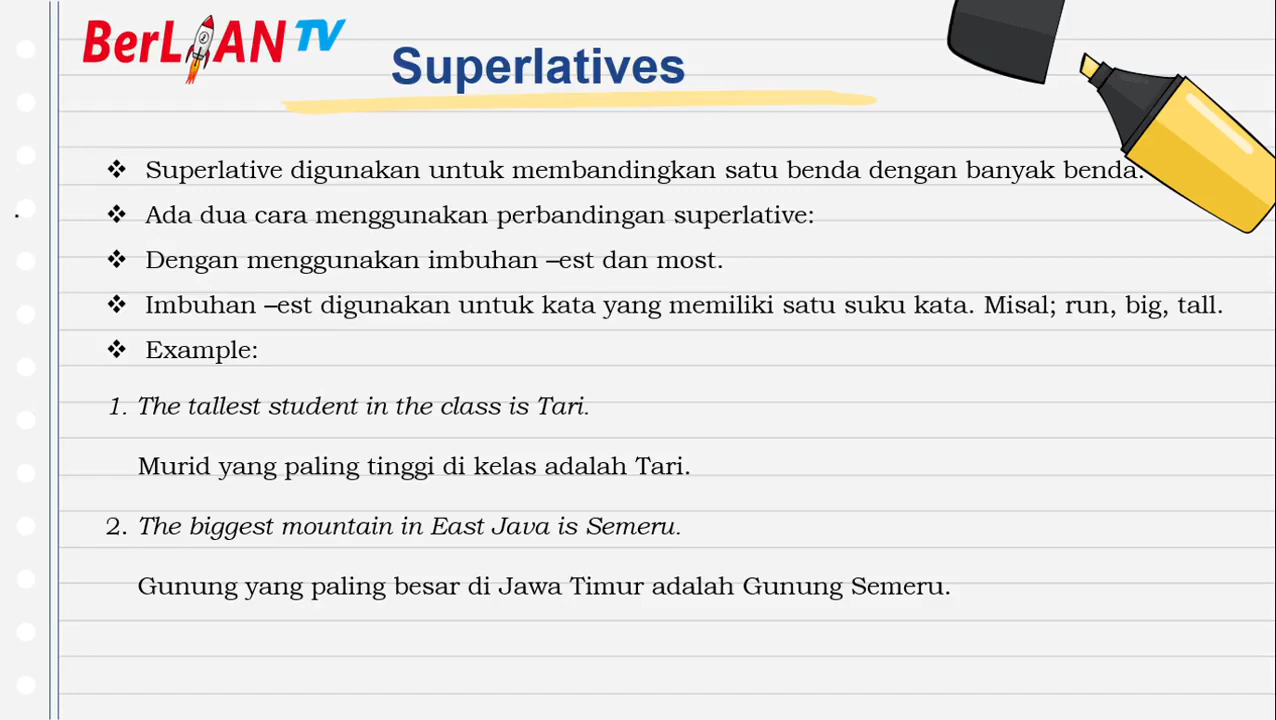 BerLIAN TV
Superlatives
❖ Superlative digunakan untuk membandingkan satu benda dengan banyak benda.
❖ Ada dua cara menggunakan perbandingan superlative:
❖ Dengan menggunakan imbuhan –est dan most.
❖ Imbuhan –est digunakan untuk kata yang memiliki satu suku kata. Misal; run, big, tall.
❖ Example:
1. The tallest student in the class is Tari.
Murid yang paling tinggi di kelas adalah Tari.
2. The biggest mountain in East Java is Semeru.
Gunung yang paling besar di Jawa Timur adalah Gunung Semeru.